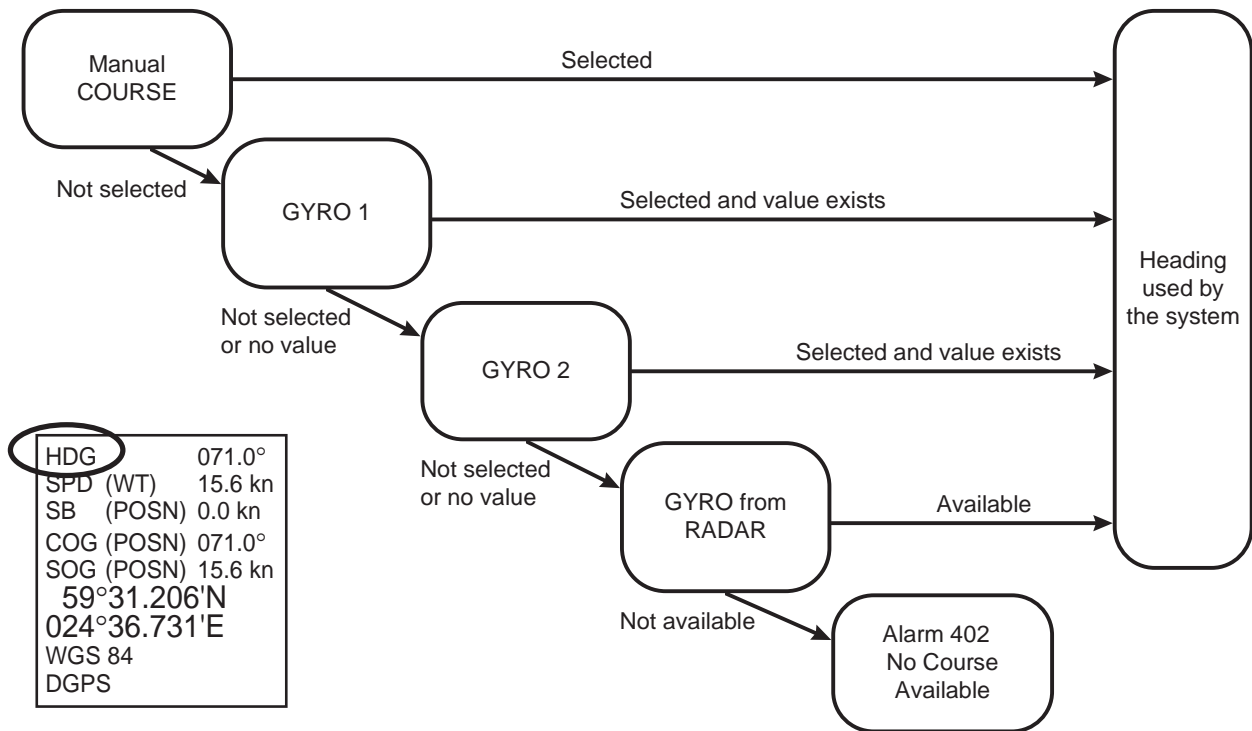 Manual
COURSE
Selected
Not selected
GYRO 1
Selected and value exists
Not selected
or no value
GYRO 2
Selected and value exists
Not selected
or no value
GYRO from
RADAR
Available
Not available
Alarm 402
No Course
Available
Heading
used by
the system
HDG 071.0°
SPD (WT) 15.6 kn
SB (POSN) 0.0 kn
COG (POSN) 071.0°
SOG (POSN) 15.6 kn
59°31.206'N
024°36.731'E
WGS 84
DGPS